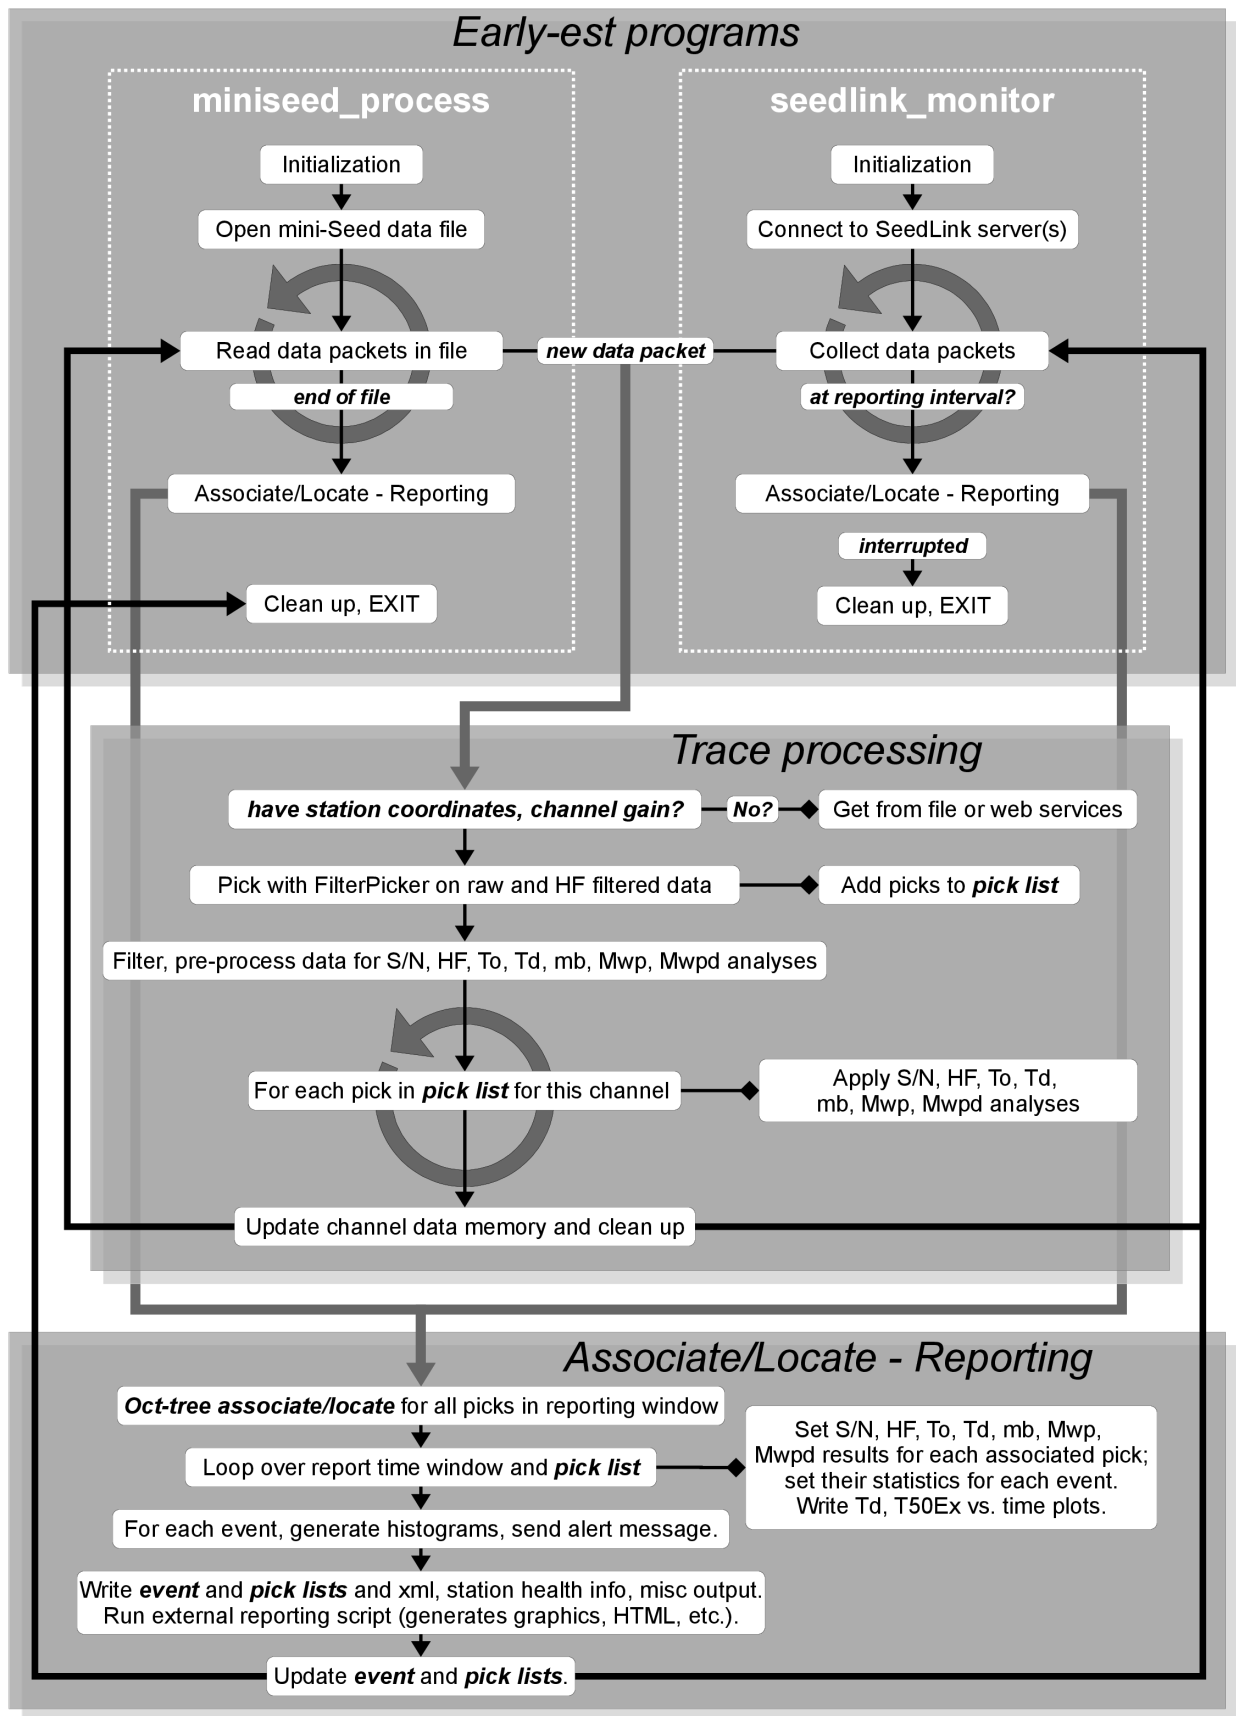 Early-est programs
miniseed_process
Initialization
Open mini-Seed data file
Read data packets in file
end of file
Associate/Locate - Reporting
Clean up, EXIT
new data packet
seedlink_monitor
Initialization
Connect to SeedLink server(s)
Collect data packets
at reporting interval?
Associate/Locate - Reporting
interrupted
Clean up, EXIT
Trace processing
have station coordinates, channel gain?
No?
Get from file or web services
Pick with FilterPicker on raw and HF filtered data
Add picks to pick list
Filter, pre-process data for S/N, HF, To, Td, mb, Mwp, Mwpd analyses
For each pick in pick list for this channel
Apply S/N, HF, To, Td,
mb, Mwp, Mwpd analyses
Update channel data memory and clean up
Associate/Locate - Reporting
Oct-tree associate/locate for all picks in reporting window
Loop over report time window and pick list
Set S/N, HF, To, Td, mb, Mwp,
Mwpd results for each associated pick;
set their statistics for each event.
Write Td, T50Ex vs. time plots.
For each event, generate histograms, send alert message.
Write event and pick lists and xml, station health info, misc output.
Run external reporting script (generates graphics, HTML, etc.).
Update event and pick lists.